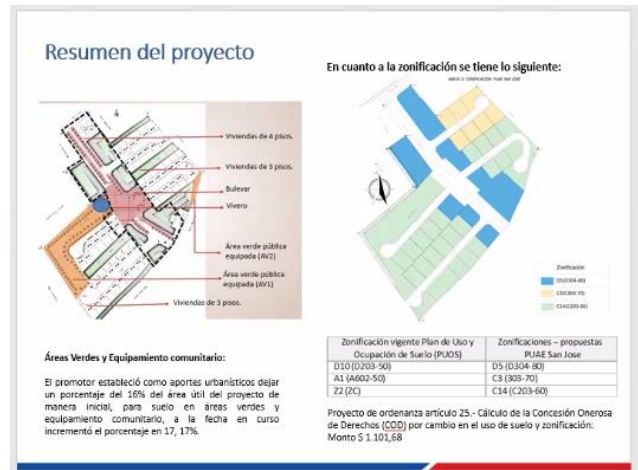 Resumen del proyecto
Viviendas de 4 pisos.
Viviendas de 3 pisos.
Bulevar
Vivero
Área verde pública
equipada (AV2)
Área verde pública
equipada (AV1)
Viviendas de 3 pisos.
Áreas Verdes y Equipamiento comunitario:
El promotor estableció como aportes urbanísticos dejar
un porcentaje del 16% del área útil del proyecto de
manera inicial, para suelo en áreas verdes y
equipamiento comunitario, a la fecha en curso
incrementó el porcentaje en 17, 17%.
En cuanto a la zonificación se tiene lo siguiente:
Zonificación
D5(D304-80)
C3(C303-70)
C14(C203-60)
Zonificación vigente Plan de Uso y
Ocupación de Suelo (PUOS)
Zonificaciones – propuestas
PUAE San Jose
D10 (D203-50)
D5 (D304-80)
A1 (A602-50)
C3 (303-70)
Z2 (ZC)
C14 (C203-60)
Proyecto de ordenanza artículo 25.- Cálculo de la Concesión Onerosa
de Derechos (COD) por cambio en el uso de suelo y zonificación:
Monto $ 1.101,68